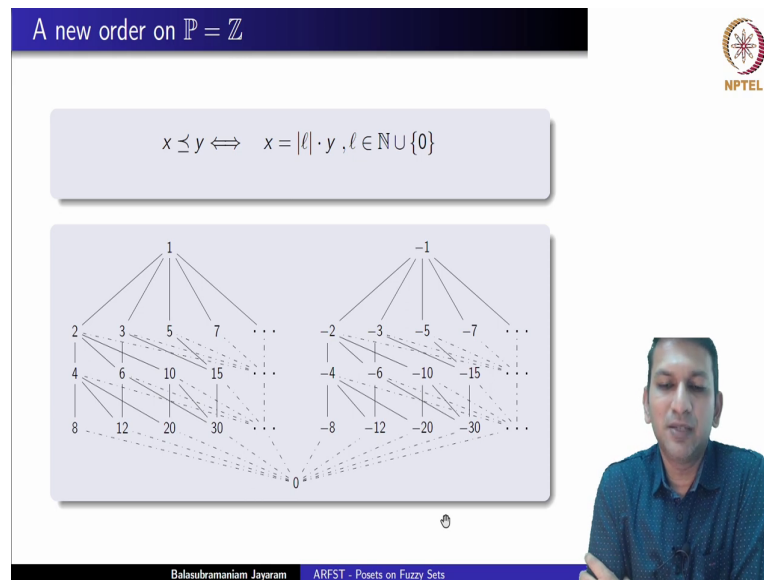 A new order on ℙ = ℤ
NPTEL
x ⪯ y ⟺ x = |ℓ| · y , ℓ ∈ ℕ ∪ {0}
1 −1
2 3 5 7 ··· −2 −3 −5 −7 ···
4 6 10 15 ··· −4 −6 −10 −15 ···
8 12 20 30 ··· −8 −12 −20 −30 ···
0
Balasubramaniam Jayaram ARFST - Posets on Fuzzy Sets